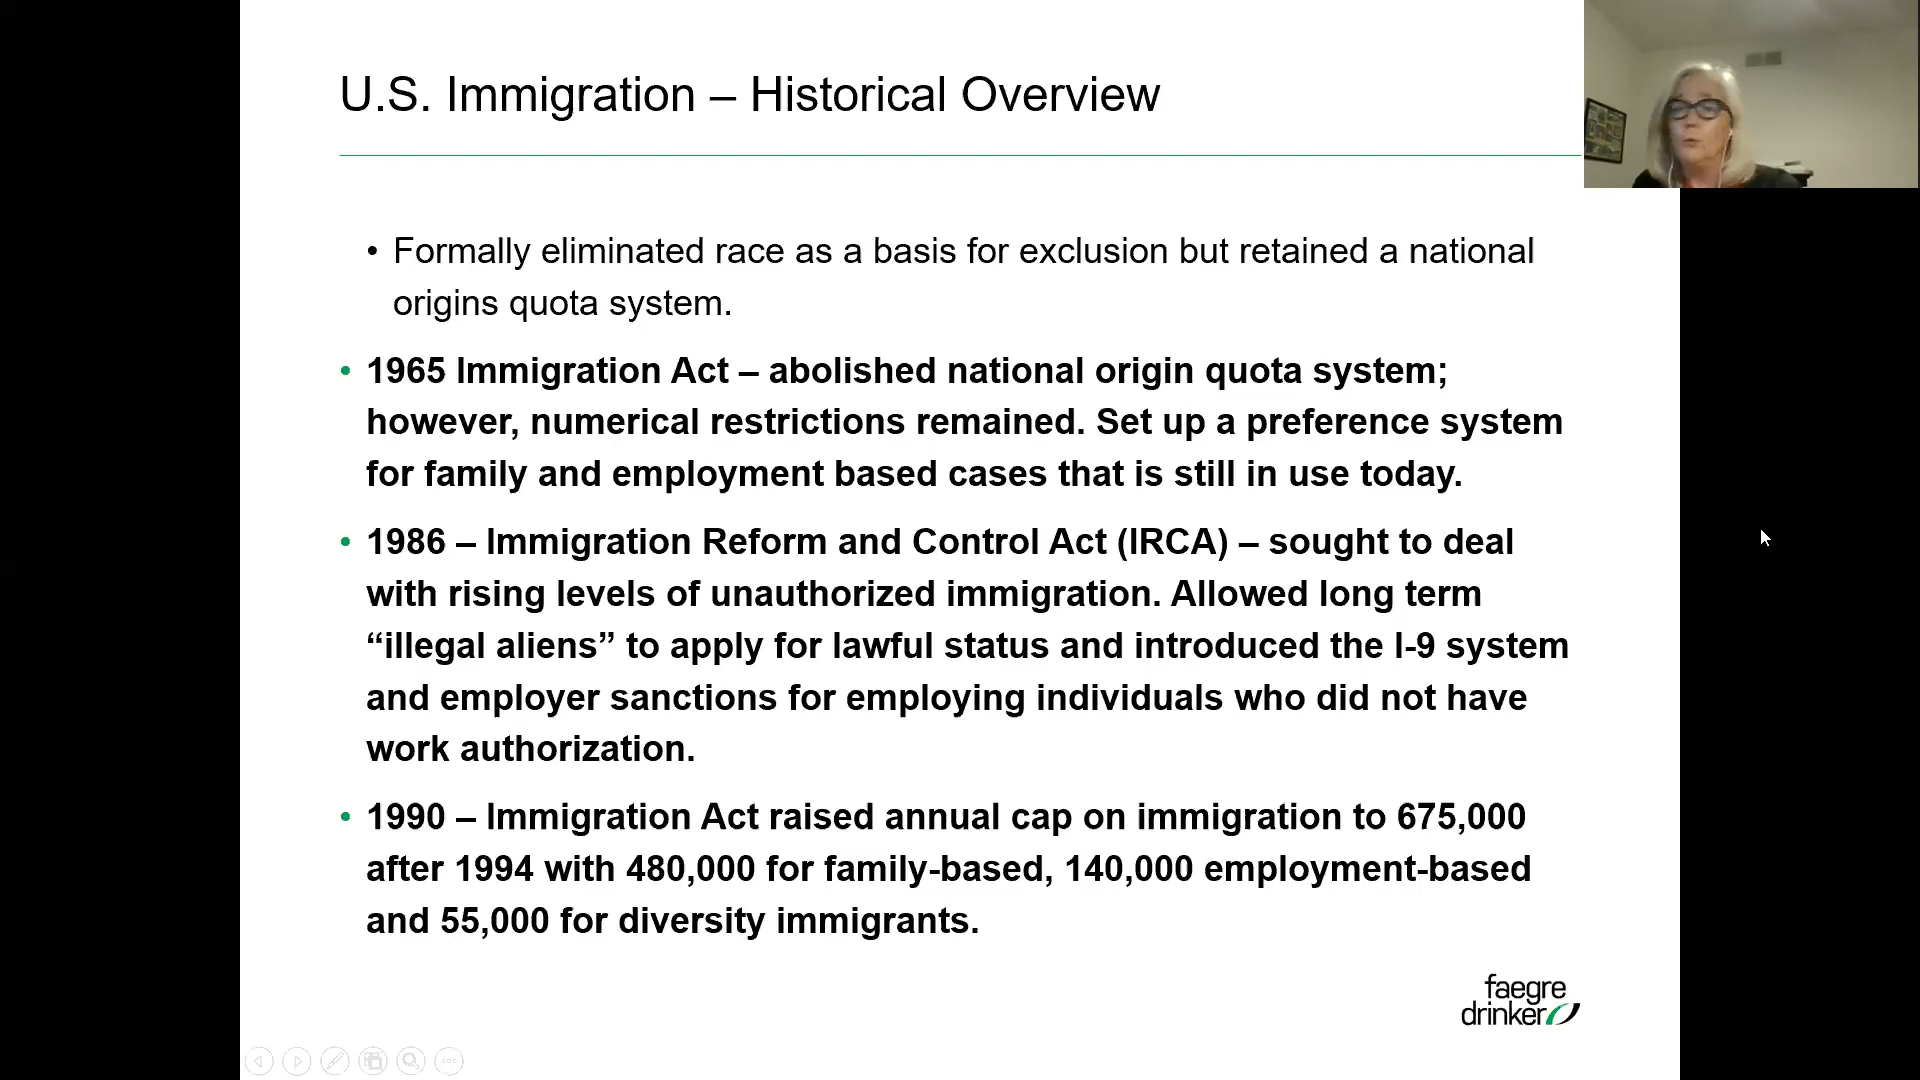 U.S. Immigration – Historical Overview
• Formally eliminated race as a basis for exclusion but retained a national
origins quota system.
• 1965 Immigration Act – abolished national origin quota system;
however, numerical restrictions remained. Set up a preference system
for family and employment based cases that is still in use today.
• 1986 – Immigration Reform and Control Act (IRCA) – sought to deal
with rising levels of unauthorized immigration. Allowed long term
“illegal aliens” to apply for lawful status and introduced the I-9 system
and employer sanctions for employing individuals who did not have
work authorization.
• 1990 – Immigration Act raised annual cap on immigration to 675,000
after 1994 with 480,000 for family-based, 140,000 employment-based
and 55,000 for diversity immigrants.
faegre
drinker